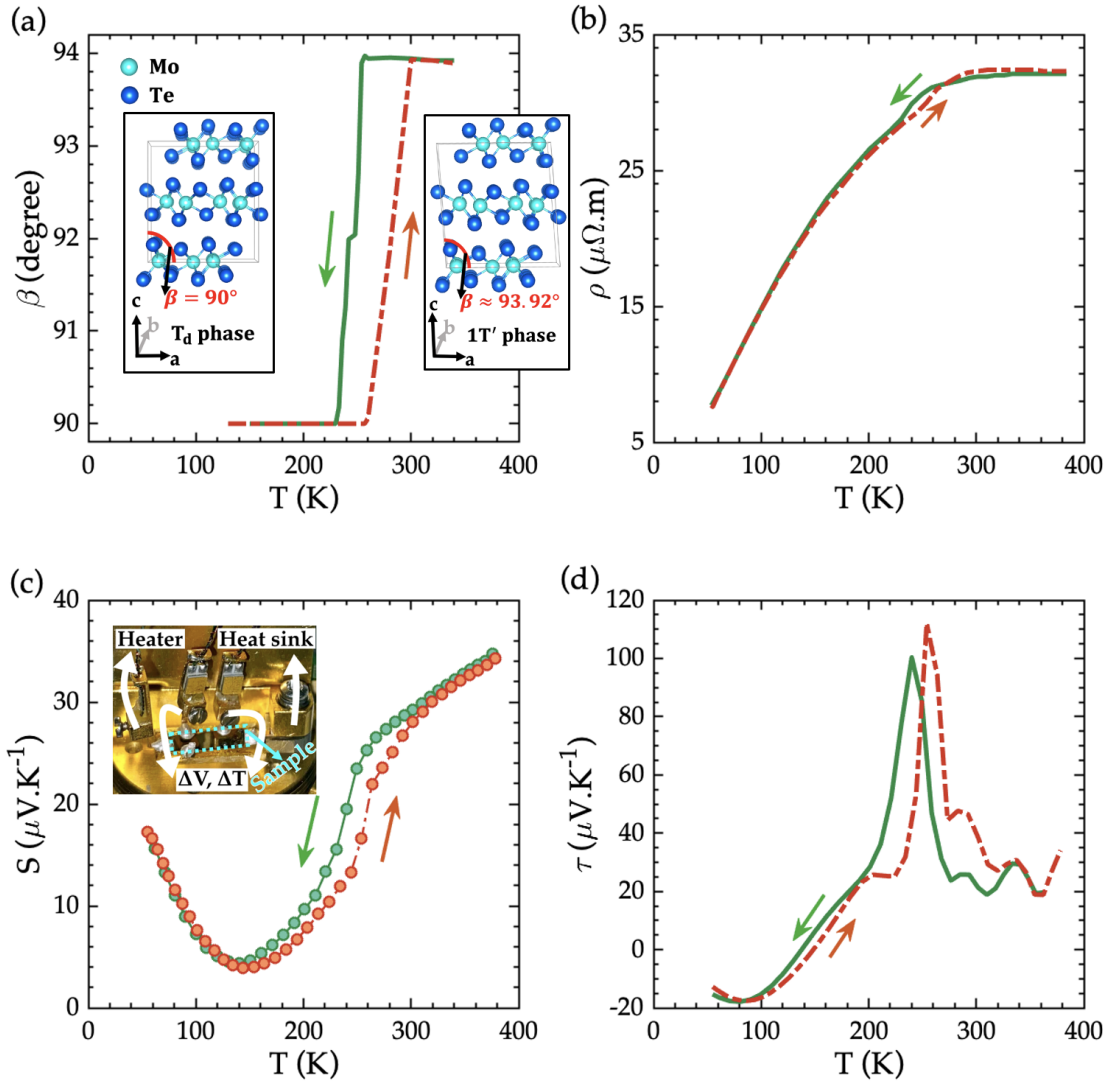 (a)
94
93
92
91
90
β (degree)
Mo
Te
β = 90°
c
b
a
T_d phase
β ≈ 93.92°
c
b
a
1T′ phase
0 100 200 300 400
T (K)
(b)
35
25
15
5
ρ (μΩ.m)
0 100 200 300 400
T (K)
(c)
40
30
20
10
0
S (μV.K⁻¹)
Heater
Heat sink
Sample
ΔV, ΔT
0 100 200 300 400
T (K)
(d)
120
100
80
60
40
20
0
-20
τ (μV.K⁻¹)
0 100 200 300 400
T (K)